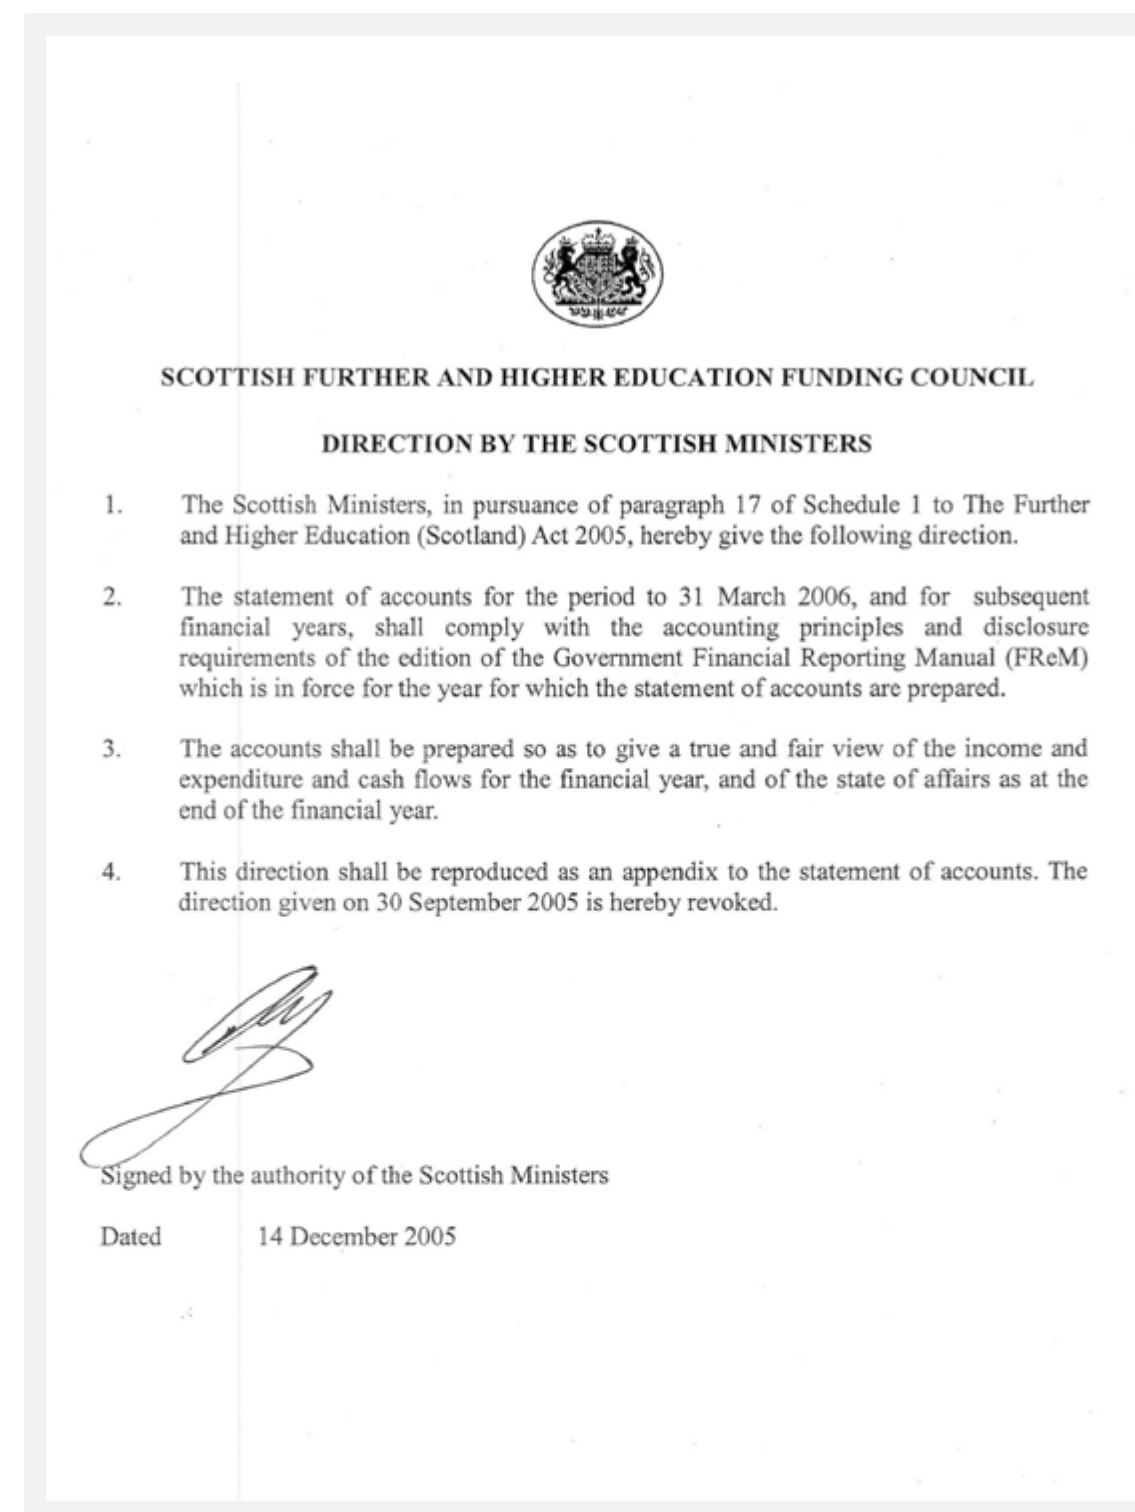 SCOTTISH FURTHER AND HIGHER EDUCATION FUNDING COUNCIL
DIRECTION BY THE SCOTTISH MINISTERS
1. The Scottish Ministers, in pursuance of paragraph 17 of Schedule 1 to The Further
and Higher Education (Scotland) Act 2005, hereby give the following direction.
2. The statement of accounts for the period to 31 March 2006, and for subsequent
financial years, shall comply with the accounting principles and disclosure
requirements of the edition of the Government Financial Reporting Manual (FReM)
which is in force for the year for which the statement of accounts are prepared.
3. The accounts shall be prepared so as to give a true and fair view of the income and
expenditure and cash flows for the financial year, and of the state of affairs as at the
end of the financial year.
4. This direction shall be reproduced as an appendix to the statement of accounts. The
direction given on 30 September 2005 is hereby revoked.
Signed by the authority of the Scottish Ministers
Dated 14 December 2005